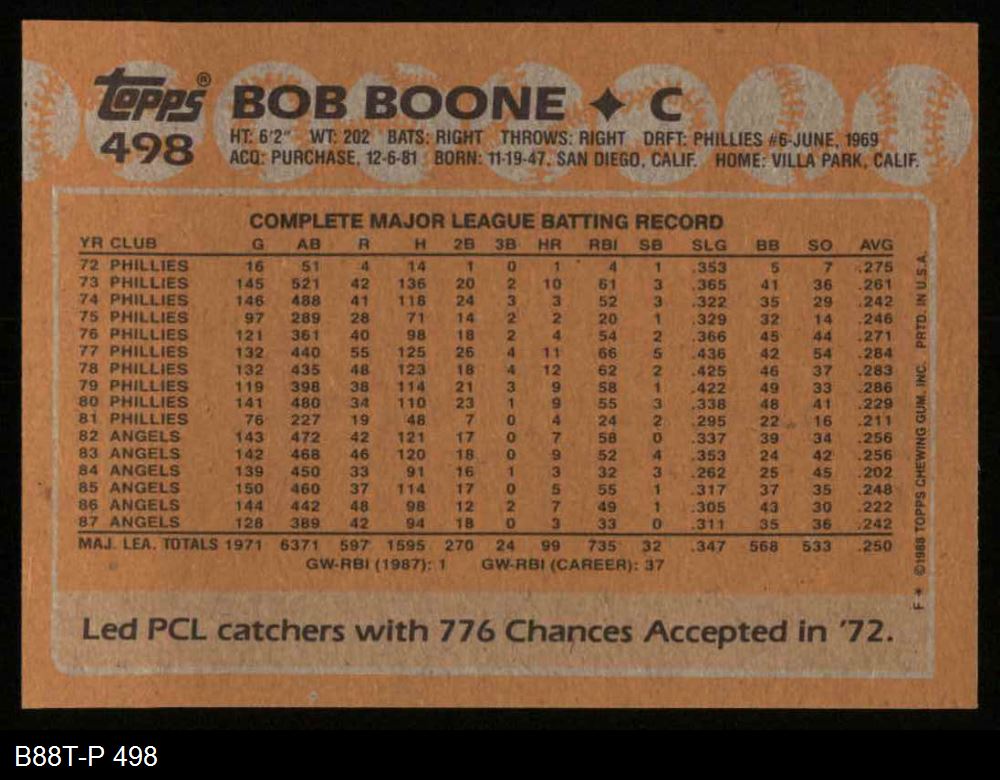 Topps® BOB BOONE ✦ C
498 HT: 6'2" WT: 202 BATS: RIGHT THROWS: RIGHT DRFT: PHILLIES #6-JUNE, 1969
ACQ: PURCHASE, 12-6-81 BORN: 11-19-47, SAN DIEGO, CALIF. HOME: VILLA PARK, CALIF.
COMPLETE MAJOR LEAGUE BATTING RECORD
YR CLUB G AB R H 2B 3B HR RBI SB SLG BB SO AVG
72 PHILLIES 16 51 4 14 1 0 1 4 1 .353 5 7 .275
73 PHILLIES 145 521 42 136 20 2 10 61 3 .365 41 36 .261
74 PHILLIES 146 488 41 118 24 3 3 52 3 .322 35 29 .242
75 PHILLIES 97 289 28 71 14 2 2 20 1 .329 32 14 .246
76 PHILLIES 121 361 40 98 18 2 4 54 2 .366 45 44 .271
77 PHILLIES 132 440 55 125 26 4 11 66 5 .436 42 54 .284
78 PHILLIES 132 435 48 123 18 4 12 62 2 .425 46 37 .283
79 PHILLIES 119 398 38 114 21 3 9 58 1 .422 49 33 .286
80 PHILLIES 141 480 34 110 23 1 9 55 3 .338 48 41 .229
81 PHILLIES 76 227 19 48 7 0 4 24 2 .295 22 16 .211
82 ANGELS 143 472 42 121 17 0 7 58 0 .337 39 34 .256
83 ANGELS 142 468 46 120 18 0 9 52 4 .353 24 42 .256
84 ANGELS 139 450 33 91 16 1 3 32 3 .262 25 45 .202
85 ANGELS 150 460 37 114 17 0 5 55 1 .317 37 35 .248
86 ANGELS 144 442 48 98 12 2 7 49 1 .305 43 30 .222
87 ANGELS 128 389 42 94 18 0 3 33 0 .311 35 36 .242
MAJ. LEA. TOTALS 1971 6371 597 1595 270 24 99 735 32 .347 568 533 .250
GW-RBI (1987): 1 GW-RBI (CAREER): 37
Led PCL catchers with 776 Chances Accepted in '72.
F* ©1988 TOPPS CHEWING GUM, INC. PRTD. IN U.S.A.
B88T-P 498